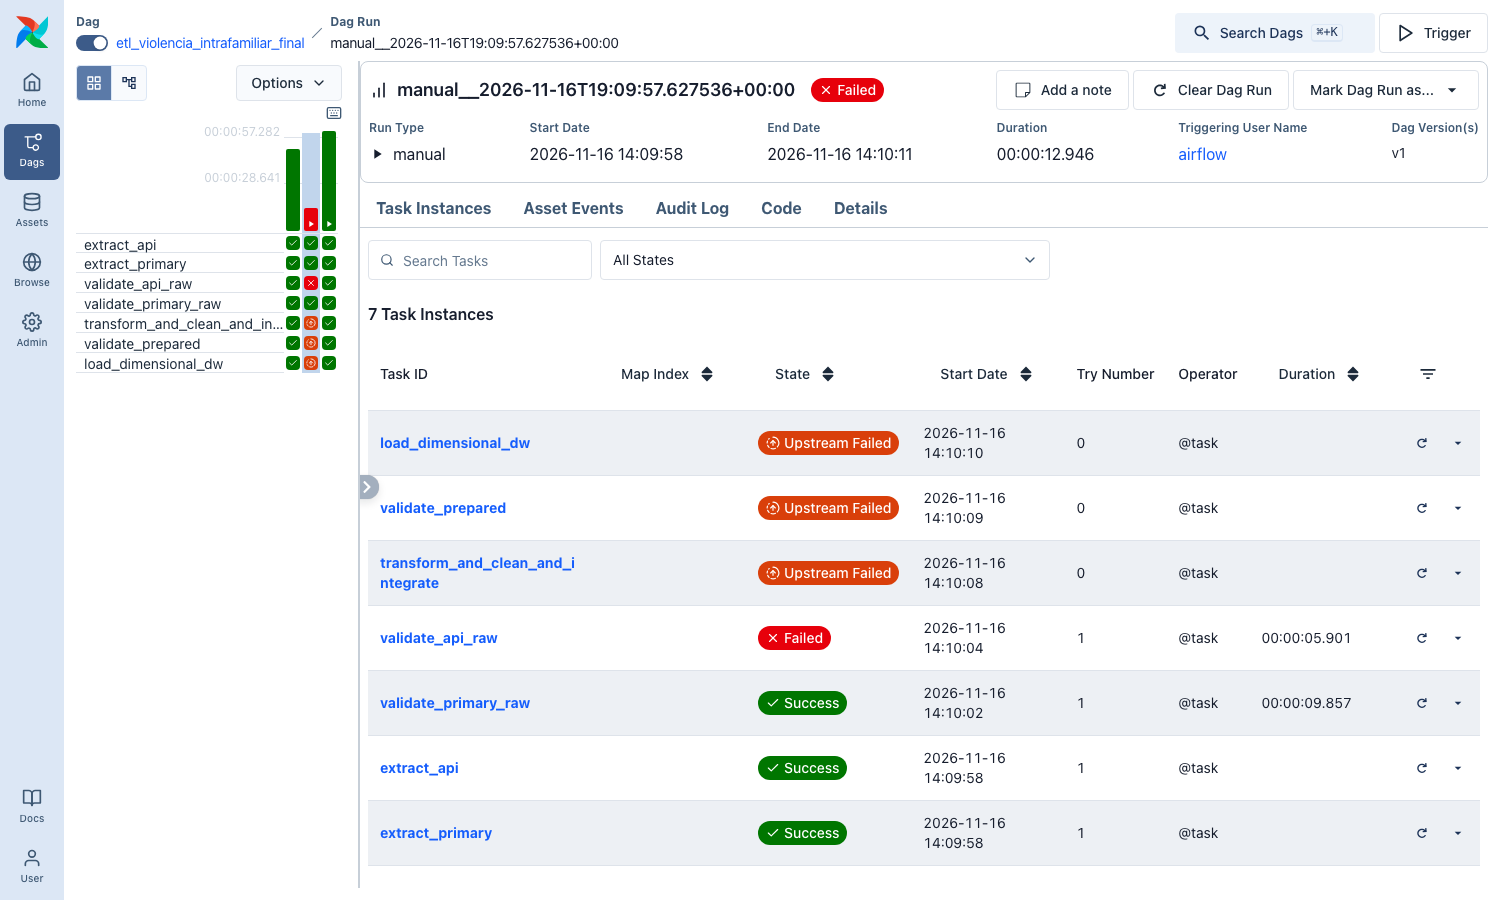 Dag
etl_violencia_intrafamiliar_final
/
Dag Run
manual__2026-11-16T19:09:57.627536+00:00
Search Dags ⌘+K
Trigger
Home
Dags
Assets
Browse
Admin
Docs
User
Options
00:00:57.282
00:00:28.641
extract_api
extract_primary
validate_api_raw
validate_primary_raw
transform_and_clean_and_in...
validate_prepared
load_dimensional_dw
manual__2026-11-16T19:09:57.627536+00:00 Failed
Add a note
Clear Dag Run
Mark Dag Run as...
Run Type Start Date End Date Duration Triggering User Name Dag Version(s)
manual 2026-11-16 14:09:58 2026-11-16 14:10:11 00:00:12.946 airflow v1
Task Instances Asset Events Audit Log Code Details
Search Tasks All States
7 Task Instances
Task ID Map Index State Start Date Try Number Operator Duration
load_dimensional_dw Upstream Failed 2026-11-16 14:10:10 0 @task
validate_prepared Upstream Failed 2026-11-16 14:10:09 0 @task
transform_and_clean_and_i
ntegrate Upstream Failed 2026-11-16 14:10:08 0 @task
validate_api_raw Failed 2026-11-16 14:10:04 1 @task 00:00:05.901
validate_primary_raw Success 2026-11-16 14:10:02 1 @task 00:00:09.857
extract_api Success 2026-11-16 14:09:58 1 @task
extract_primary Success 2026-11-16 14:09:58 1 @task